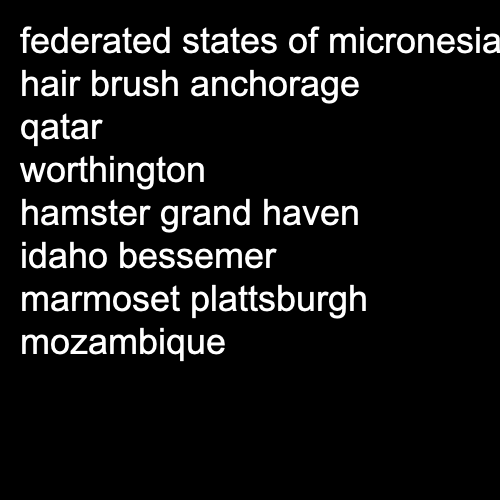 federated states of micronesia
hair brush anchorage
qatar
worthington
hamster grand haven
idaho bessemer
marmoset plattsburgh
mozambique